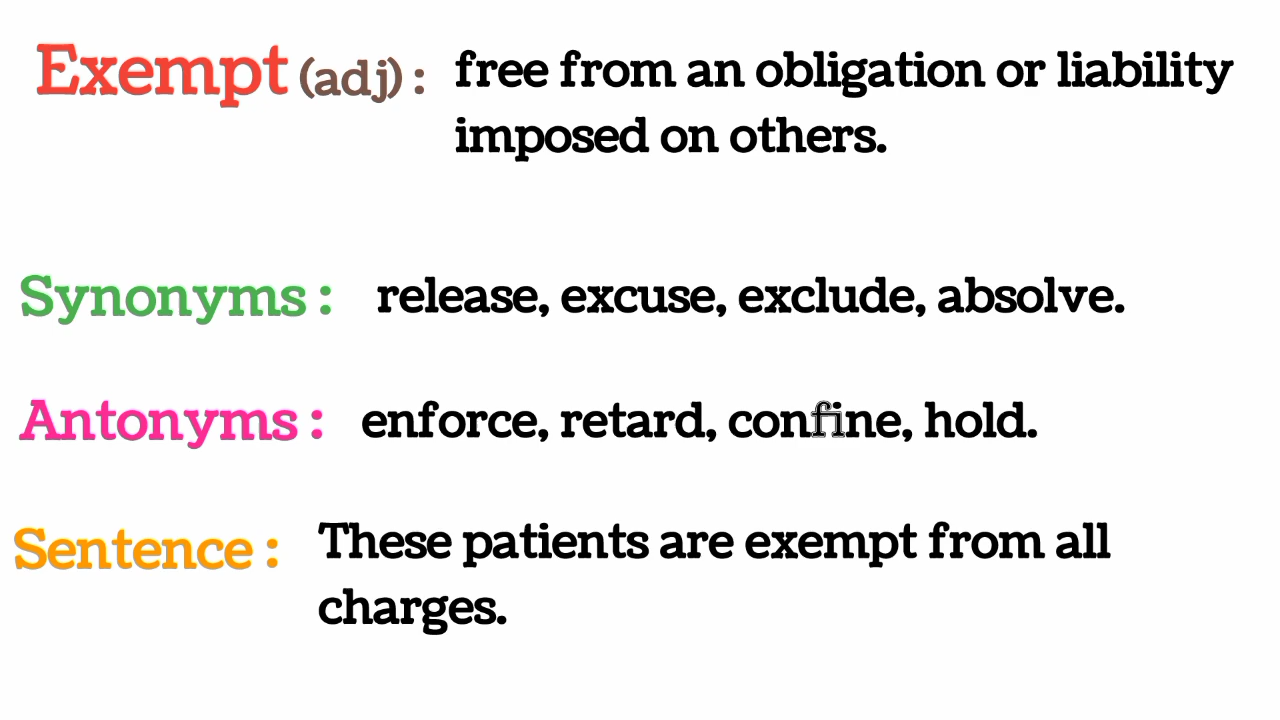 Exempt (adj) : free from an obligation or liability
imposed on others.
Synonyms : release, excuse, exclude, absolve.
Antonyms : enforce, retard, confine, hold.
Sentence : These patients are exempt from all
charges.